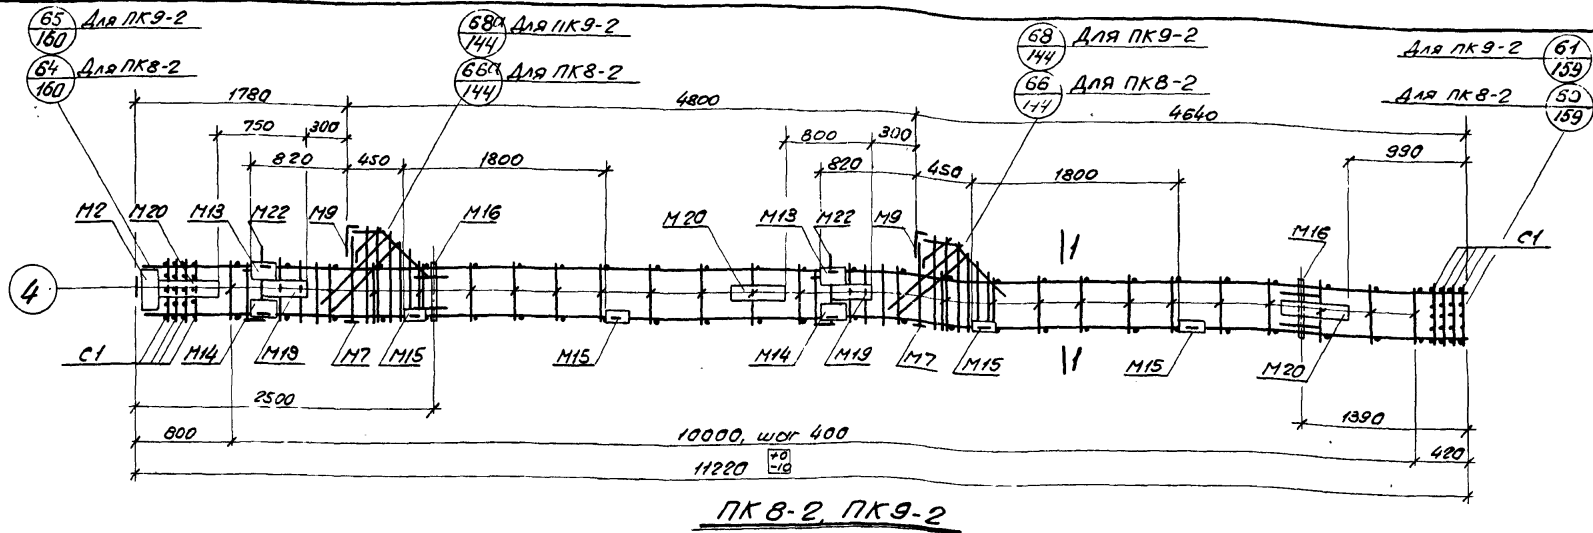 65 Для ПК9-2
160
64 Для ПК8-2
160
68 Для ПК9-2
144
66 Для ПК8-2
144
68 Для ПК9-2
144
66 Для ПК8-2
Для ПК9-2 61
159
Для ПК8-2
159
1780 4800 4640
750 300 800 300
820 450 1800 820 450 1800 990
М2 М20 М13 М22 М9 М16 М20 М13 М22 М9 1 М16 С1
4
С1 М14 М19 М7 М15 М15 М14 М19 М7 М15 1 М15 М20
2500 1390
800 10000, шаг 400 420
11220 +0
-10
ПК8-2, ПК9-2